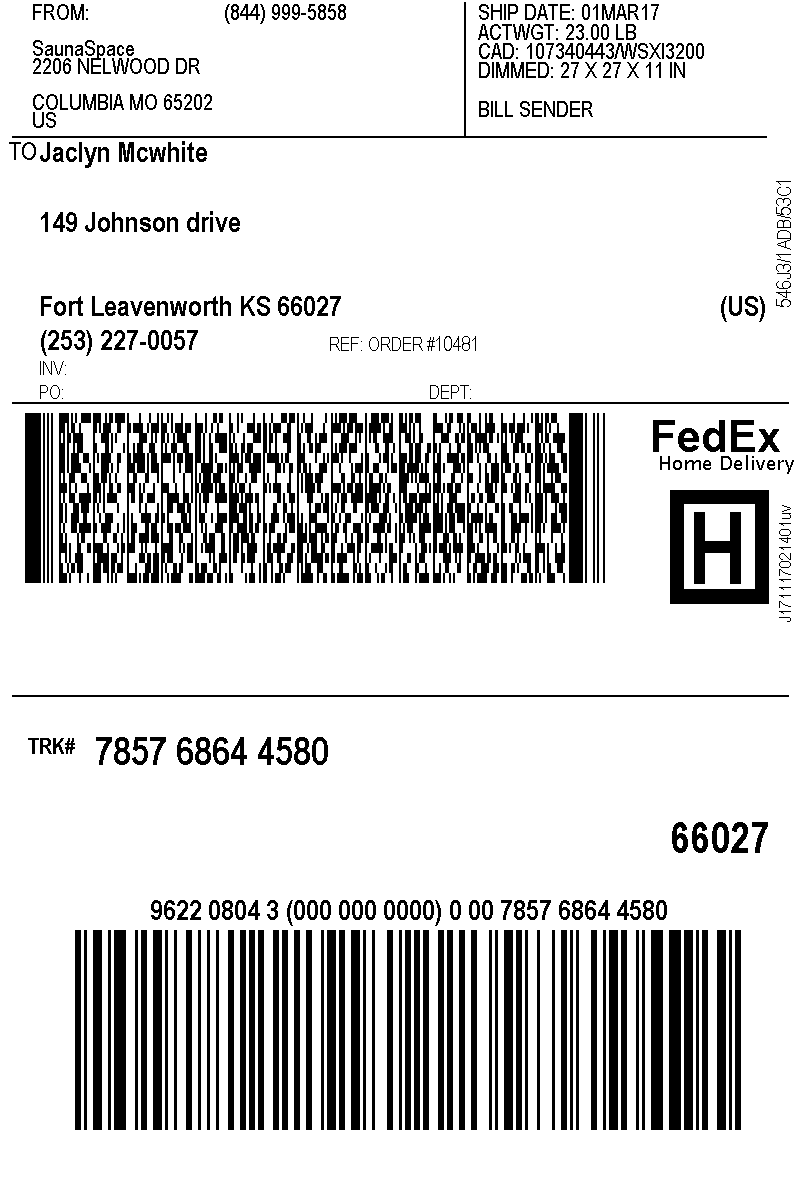 FROM: (844) 999-5858
SaunaSpace
2206 NELWOOD DR
COLUMBIA MO 65202
US
SHIP DATE: 01MAR17
ACTWGT: 23.00 LB
CAD: 107340443/WSXI3200
DIMMED: 27 X 27 X 11 IN
BILL SENDER
TO Jaclyn Mcwhite
149 Johnson drive
Fort Leavenworth KS 66027 (US)
(253) 227-0057 REF: ORDER #10481
INV:
PO: DEPT:
546J3/1ADB/53C1
FedEx
Home Delivery
H
J171117021401uv
TRK# 7857 6864 4580
66027
9622 0804 3 (000 000 0000) 0 00 7857 6864 4580